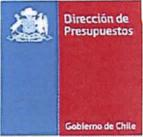 Dirección de
Presupuestos
Gobierno de Chile